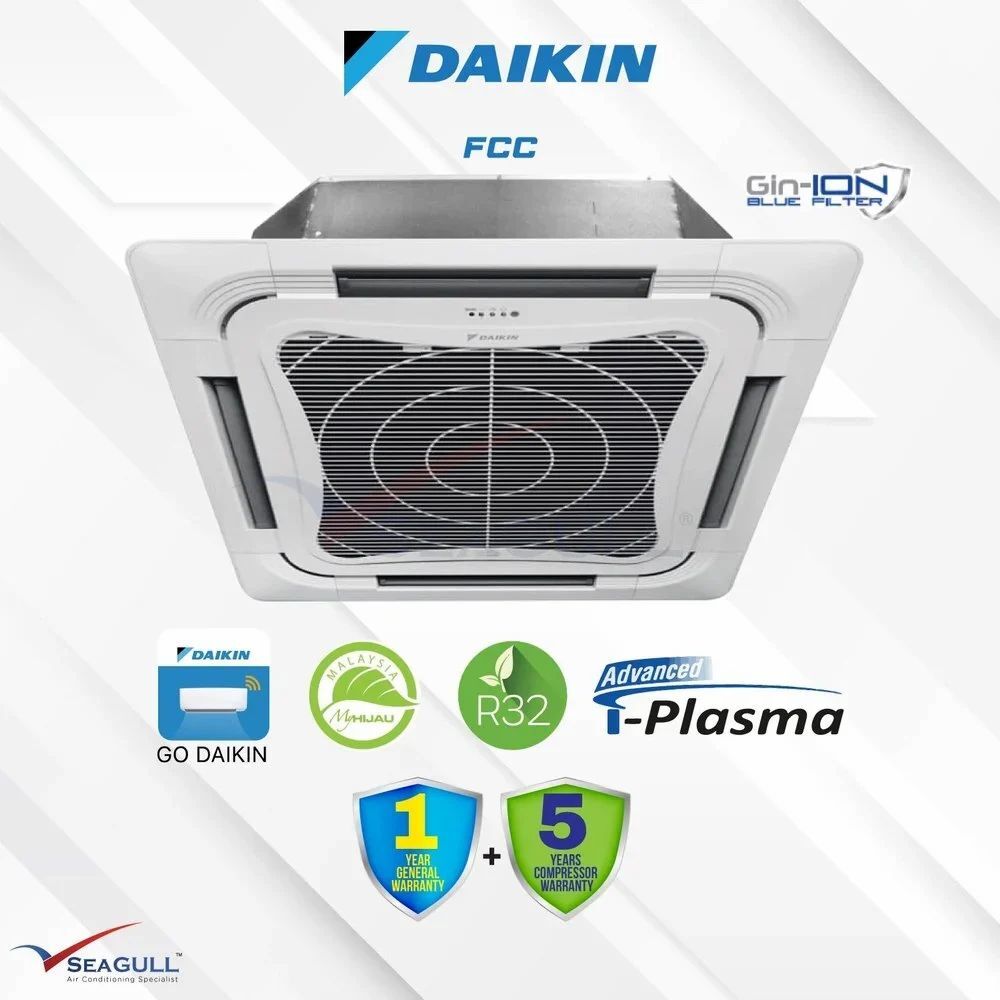 DAIKIN
FCC
Gin-ION
BLUE FILTER
DAIKIN
®
DAIKIN
GO DAIKIN
MALAYSIA
MyHIJAU
R32
Advanced
i-Plasma
1
YEAR
GENERAL
WARRANTY
+
5
YEARS
COMPRESSOR
WARRANTY
SEAGULL™
Air Conditioning Specialist